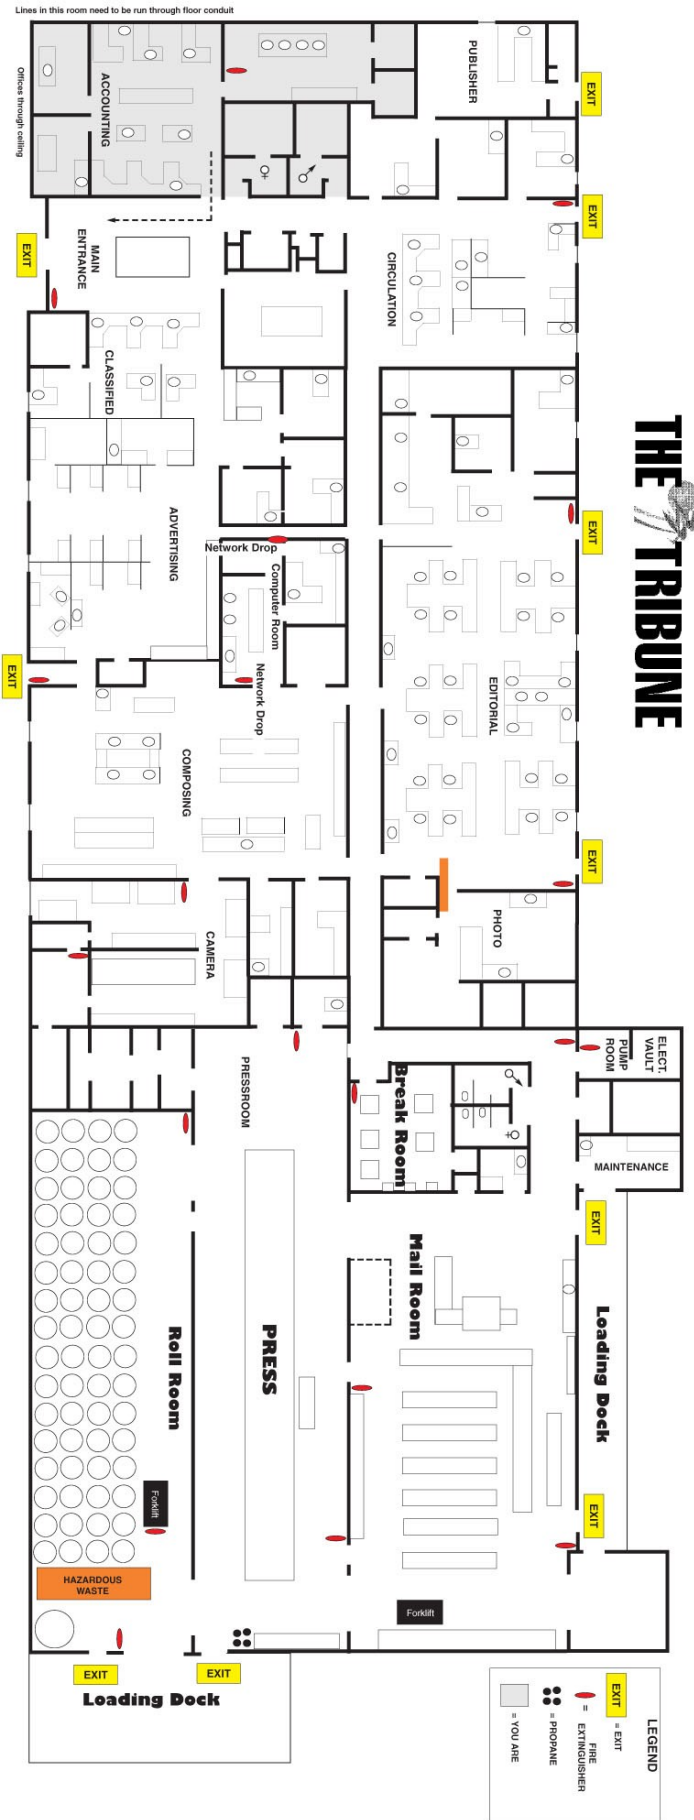 Lines in this room need to be run through floor conduit
Offices through ceiling
ACCOUNTING
PUBLISHER
EXIT
EXIT
EXIT
MAIN
ENTRANCE
CIRCULATION
CLASSIFIED
THE TRIBUNE
ADVERTISING
EXIT
Network Drop
Computer Room
Network Drop
EXIT
EDITORIAL
COMPOSING
EXIT
PHOTO
CAMERA
PRESSROOM
Break Room
PUMP
ROOM
ELECT.
VAULT
MAINTENANCE
EXIT
Mail Room
Loading Dock
Roll Room
PRESS
Forklift
EXIT
HAZARDOUS
WASTE
Forklift
EXIT
EXIT
Loading Dock
LEGEND
EXIT
= EXIT
=
FIRE
EXTINGUISHER
= PROPANE
= YOU ARE